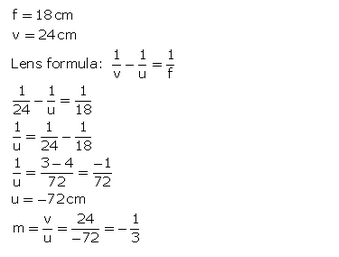 f = 18 cm
v = 24 cm
Lens formula: 1/v − 1/u = 1/f
1/24 − 1/u = 1/18
1/u = 1/24 − 1/18
1/u = (3 − 4)/72 = −1/72
u = −72 cm
m = v/u = 24/−72 = −1/3